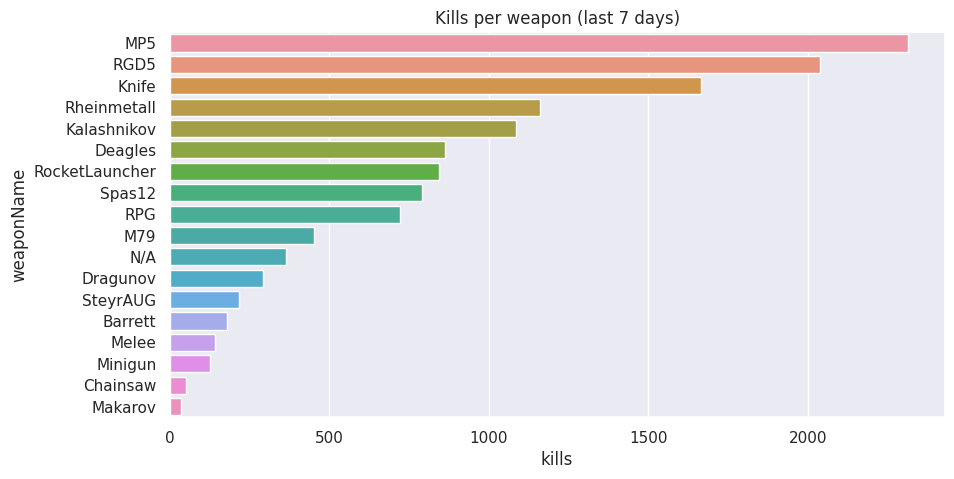 Kills per weapon (last 7 days)
weaponName
MP5
RGD5
Knife
Rheinmetall
Kalashnikov
Deagles
RocketLauncher
Spas12
RPG
M79
N/A
Dragunov
SteyrAUG
Barrett
Melee
Minigun
Chainsaw
Makarov
0 500 1000 1500 2000
kills